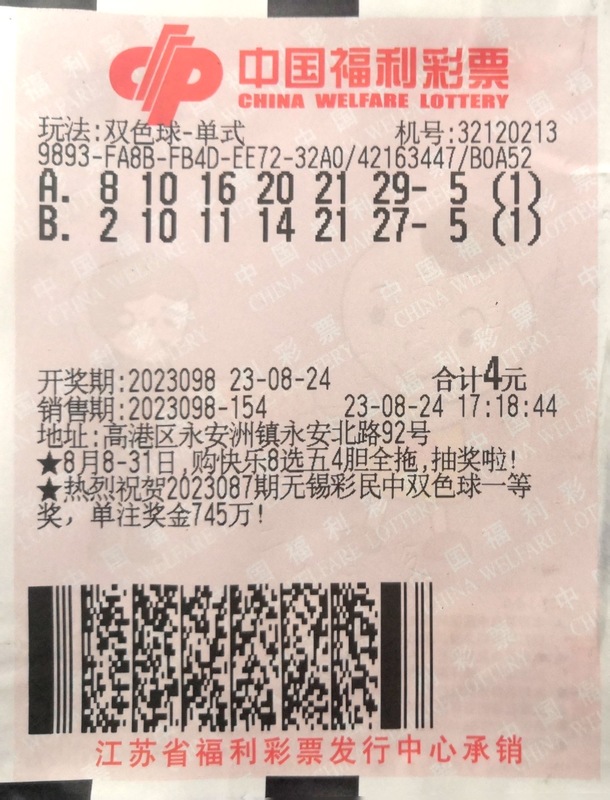 中国福利彩票
CHINA WELFARE LOTTERY
玩法:双色球-单式 机号:32120213
9893-FA8B-FB4D-EE72-32A0/42163447/B0A52
A. 8 10 16 20 21 29- 5 (1)
B. 2 10 11 14 21 27- 5 (1)
开奖期:2023098 23-08-24 合计4元
销售期:2023098-154 23-08-24 17:18:44
地址:高港区永安洲镇永安北路92号
★8月8-31日,购快乐8选五4胆全拖,抽奖啦!
★热烈祝贺2023087期无锡彩民中双色球一等
奖, 单注奖金745万!
江苏省福利彩票发行中心承销